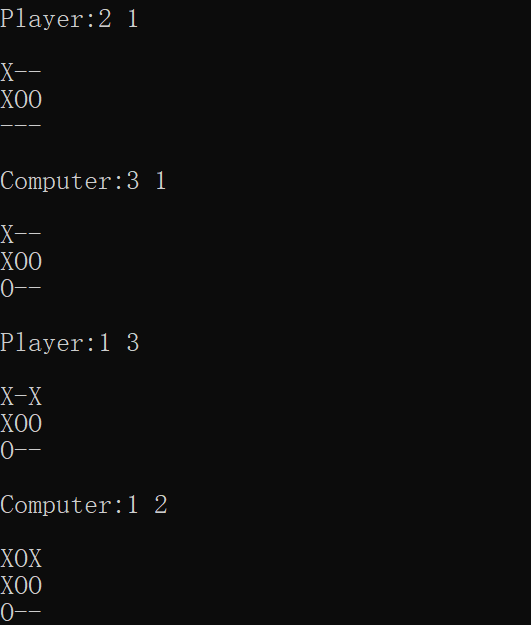 Player:2 1
X--
XOO
---
Computer:3 1
X--
XOO
O--
Player:1 3
X-X
XOO
O--
Computer:1 2
XOX
XOO
O--